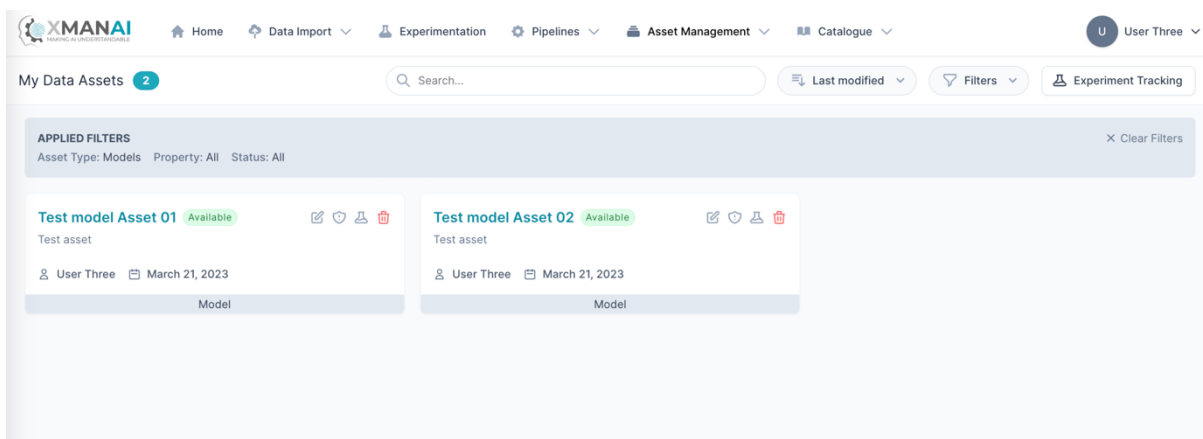 XMANAI
MAKING AI UNDERSTANDABLE
Home
Data Import
Experimentation
Pipelines
Asset Management
Catalogue
U
User Three
My Data Assets 2
Search...
Last modified
Filters
Experiment Tracking
APPLIED FILTERS
Clear Filters
Asset Type: Models Property: All Status: All
Test model Asset 01 Available
Test asset
User Three March 21, 2023
Model
Test model Asset 02 Available
Test asset
User Three March 21, 2023
Model